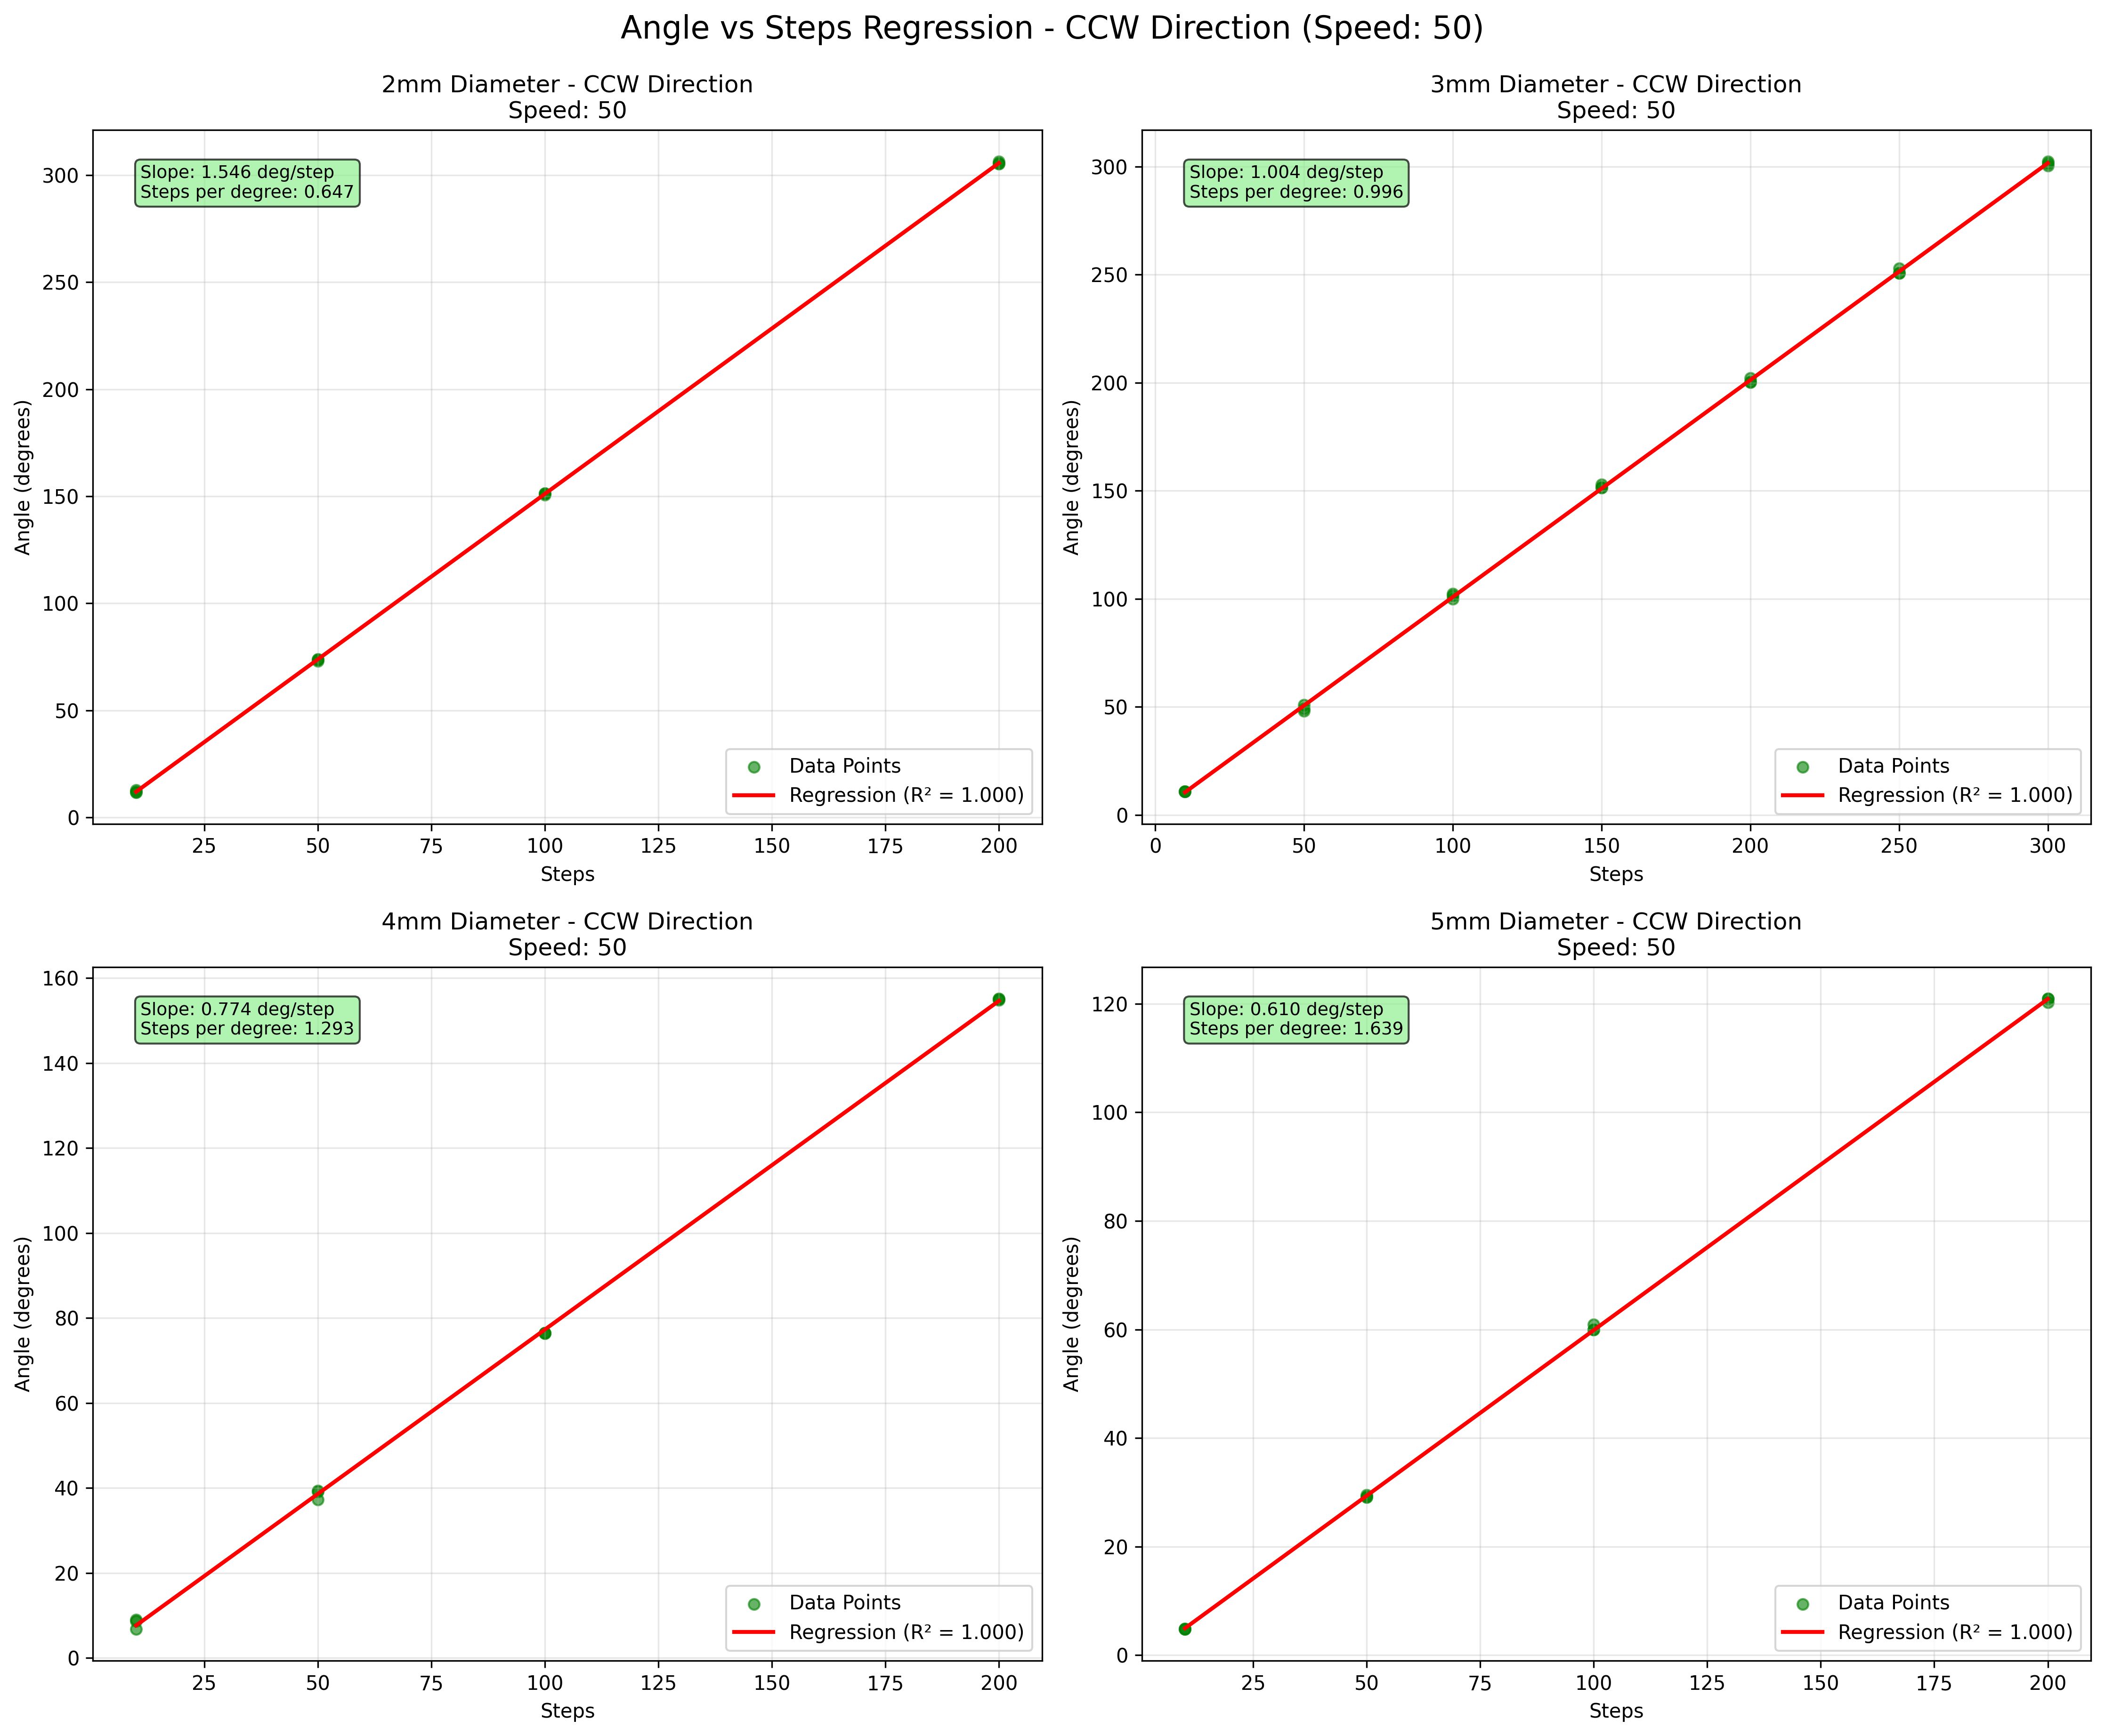 Angle vs Steps Regression - CCW Direction (Speed: 50)
2mm Diameter - CCW Direction
Speed: 50
Slope: 1.546 deg/step
Steps per degree: 0.647
300
250
200
150
100
50
0
Angle (degrees)
Data Points
Regression (R² = 1.000)
25 50 75 100 125 150 175 200
Steps
3mm Diameter - CCW Direction
Speed: 50
Slope: 1.004 deg/step
Steps per degree: 0.996
300
250
200
150
100
50
0
Angle (degrees)
Data Points
Regression (R² = 1.000)
0 50 100 150 200 250 300
Steps
4mm Diameter - CCW Direction
Speed: 50
Slope: 0.774 deg/step
Steps per degree: 1.293
160
140
120
100
80
60
40
20
0
Angle (degrees)
Data Points
Regression (R² = 1.000)
25 50 75 100 125 150 175 200
Steps
5mm Diameter - CCW Direction
Speed: 50
Slope: 0.610 deg/step
Steps per degree: 1.639
120
100
80
60
40
20
0
Angle (degrees)
Data Points
Regression (R² = 1.000)
25 50 75 100 125 150 175 200
Steps